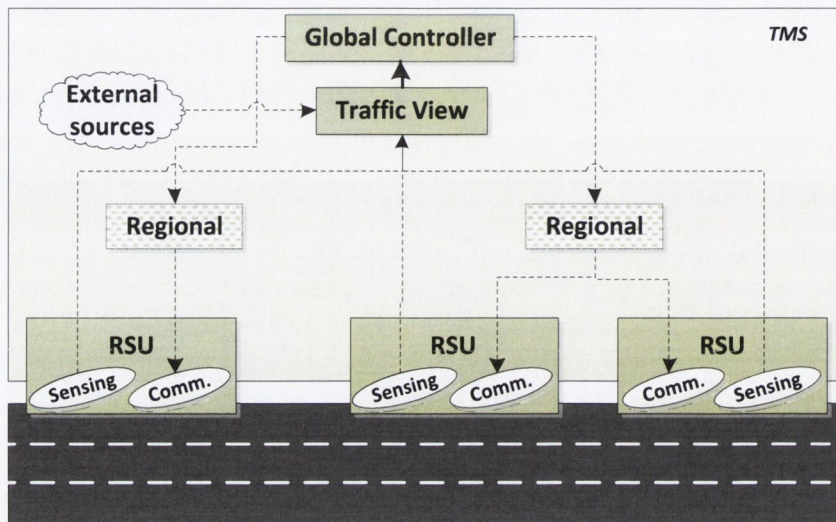 TMS
Global Controller
External
sources
Traffic View
Regional
Regional
RSU
RSU
RSU
Sensing
Comm.
Sensing
Comm.
Comm.
Sensing